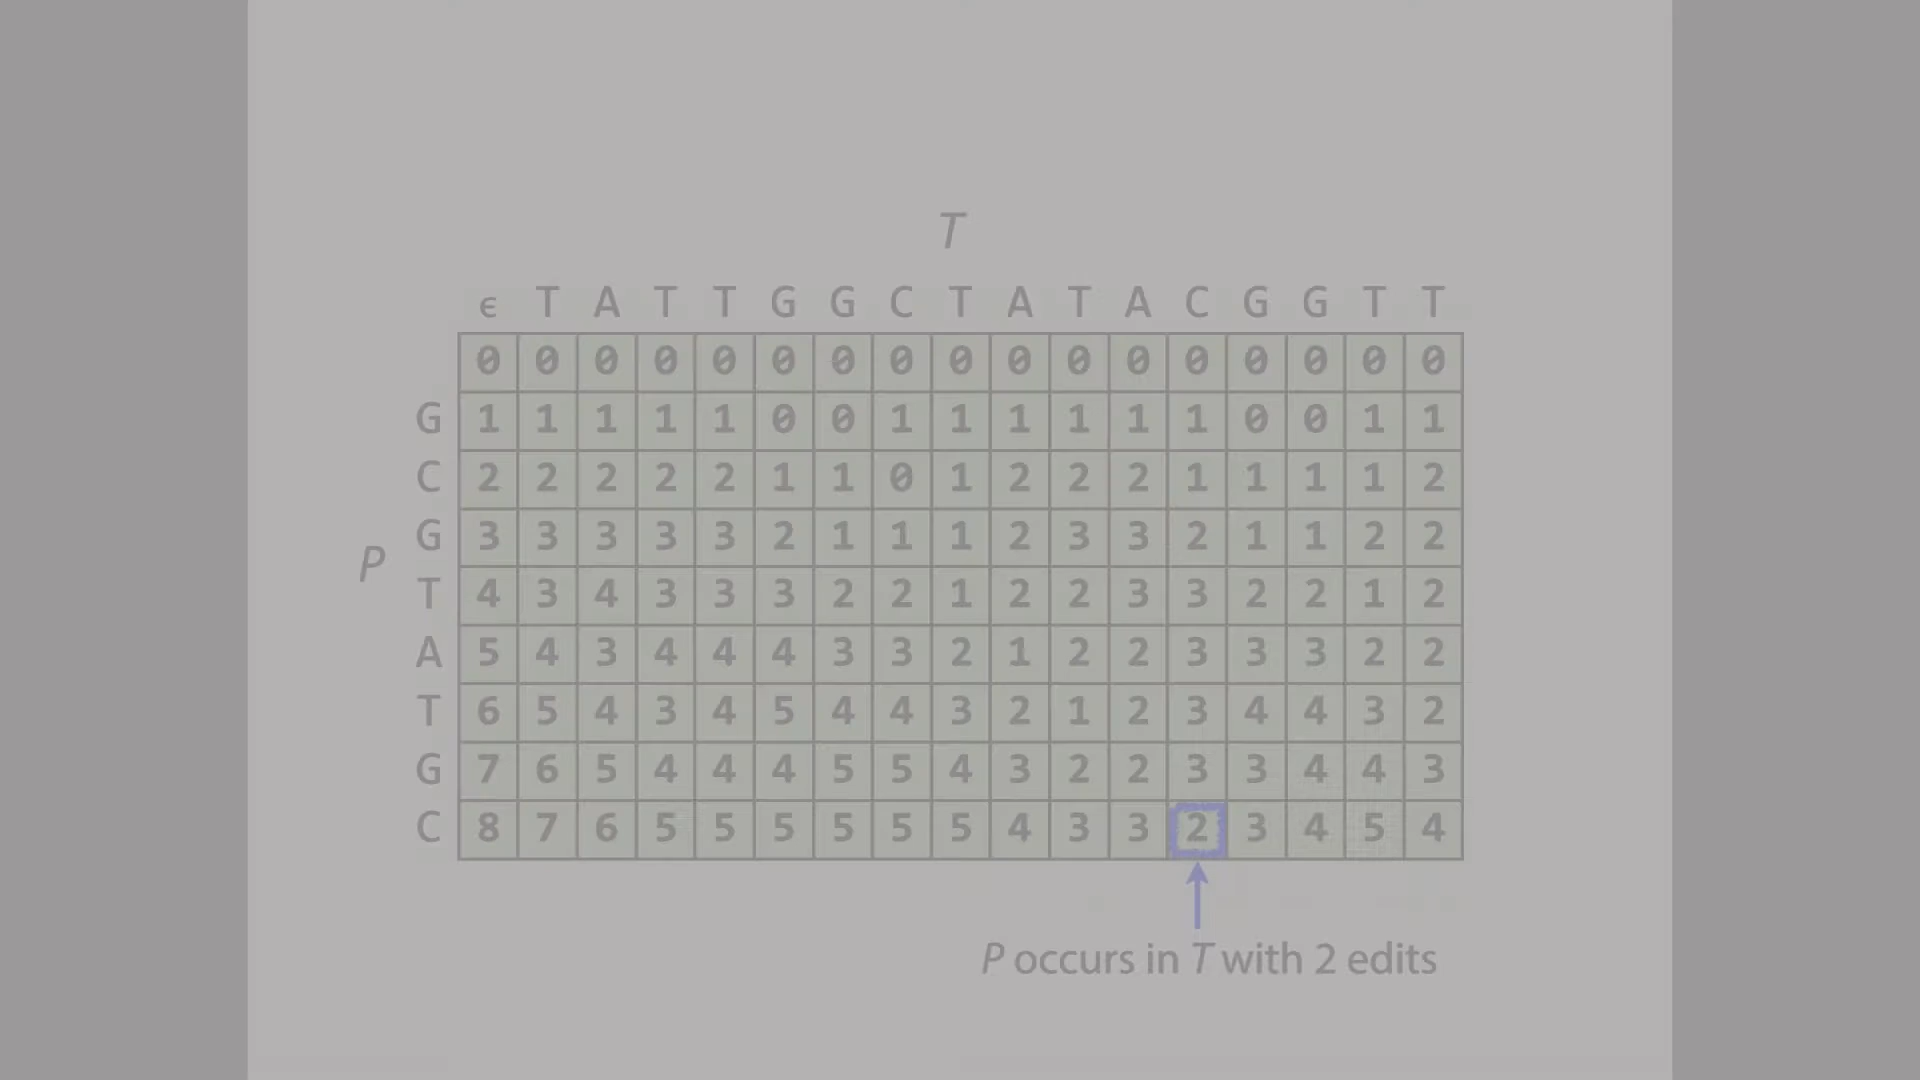 T
ϵ T A T T G G C T A T A C G G T T
0 0 0 0 0 0 0 0 0 0 0 0 0 0 0 0 0
G 1 1 1 1 1 0 0 1 1 1 1 1 1 0 0 1 1
C 2 2 2 2 2 1 1 0 1 2 2 2 1 1 1 1 2
G 3 3 3 3 3 2 1 1 1 2 3 3 2 1 1 2 2
P
T 4 3 4 3 3 3 2 2 1 2 2 3 3 2 2 1 2
A 5 4 3 4 4 4 3 3 2 1 2 2 3 3 3 2 2
T 6 5 4 3 4 5 4 4 3 2 1 2 3 4 4 3 2
G 7 6 5 4 4 4 5 5 4 3 2 2 3 3 4 4 3
C 8 7 6 5 5 5 5 5 5 4 3 3 2 3 4 5 4
P occurs in T with 2 edits